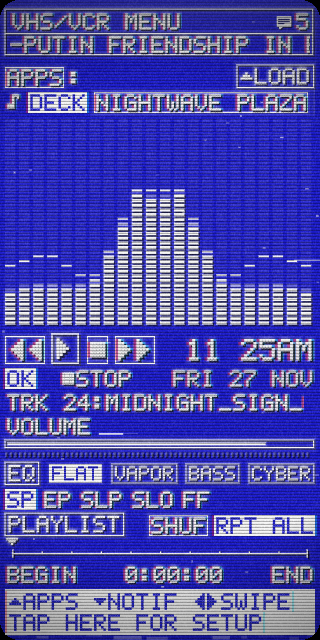 VHS/VCR MENU 5
-PUTIN FRIENDSHIP IN
APPS: LOAD
DECK NIGHTWAVE PLAZA
11 25AM
OK STOP FRI 27 NOV
TRK 24:MIDNIGHT_SIGN_
VOLUME
EQ FLAT VAPOR BASS CYBER
SP EP SLP SLO FF
PLAYLIST SHUF RPT ALL
BEGIN 0:00:00 END
APPS NOTIF SWIPE
TAP HERE FOR SETUP